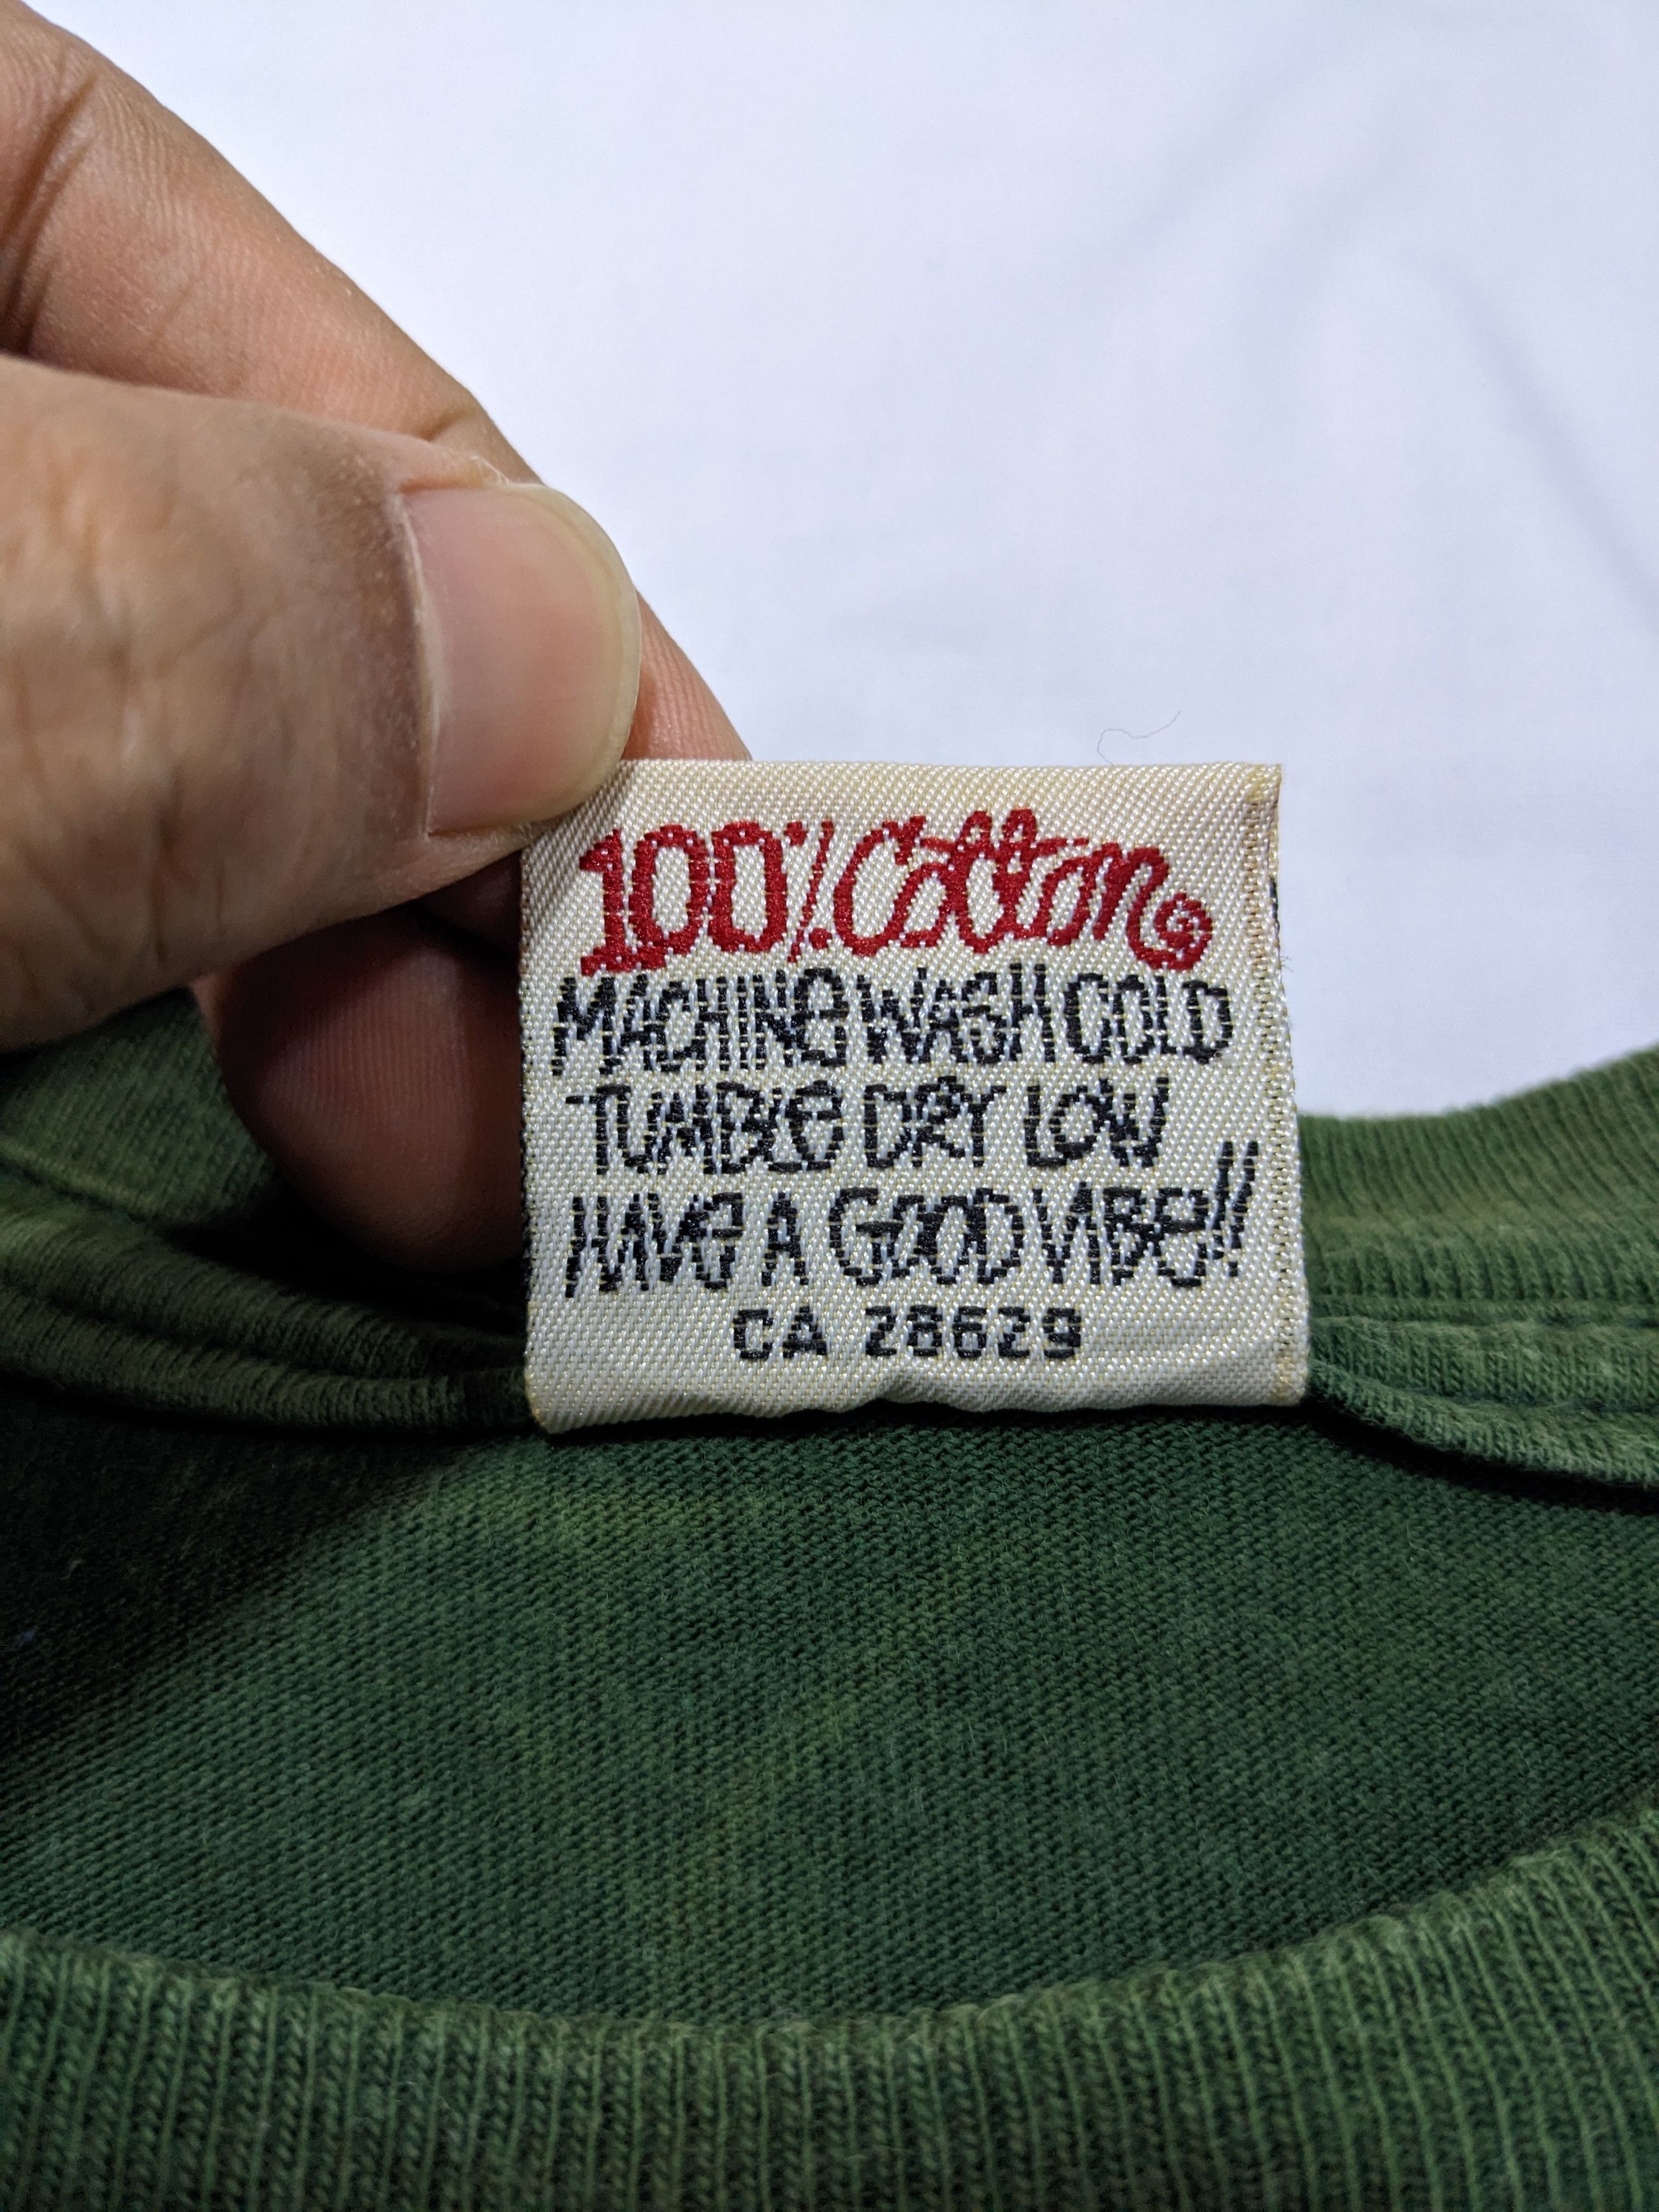 100% Cotton
MACHINE WASH COLD
TUMBLE DRY LOW
HAVE A GOOD VIBE!!
CA 28629